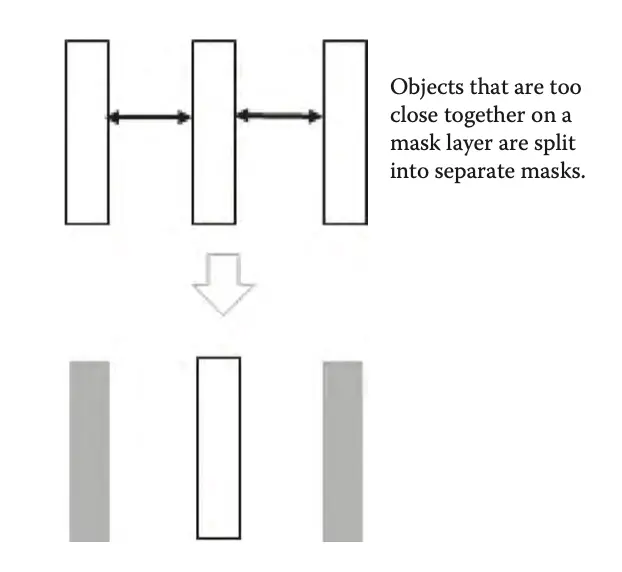 Objects that are too
close together on a
mask layer are split
into separate masks.